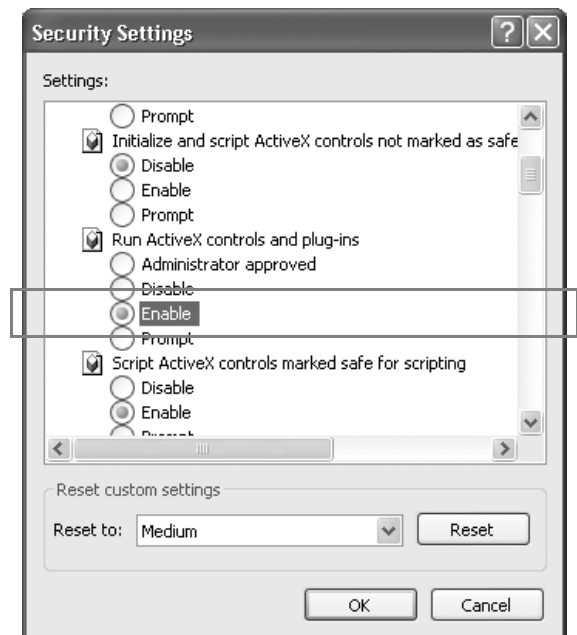 Security Settings
Settings:
Prompt
Initialize and script ActiveX controls not marked as safe
Disable
Enable
Prompt
Run ActiveX controls and plug-ins
Administrator approved
Disable
Enable
Prompt
Script ActiveX controls marked safe for scripting
Disable
Enable
Reset custom settings
Reset to: Medium Reset
OK Cancel